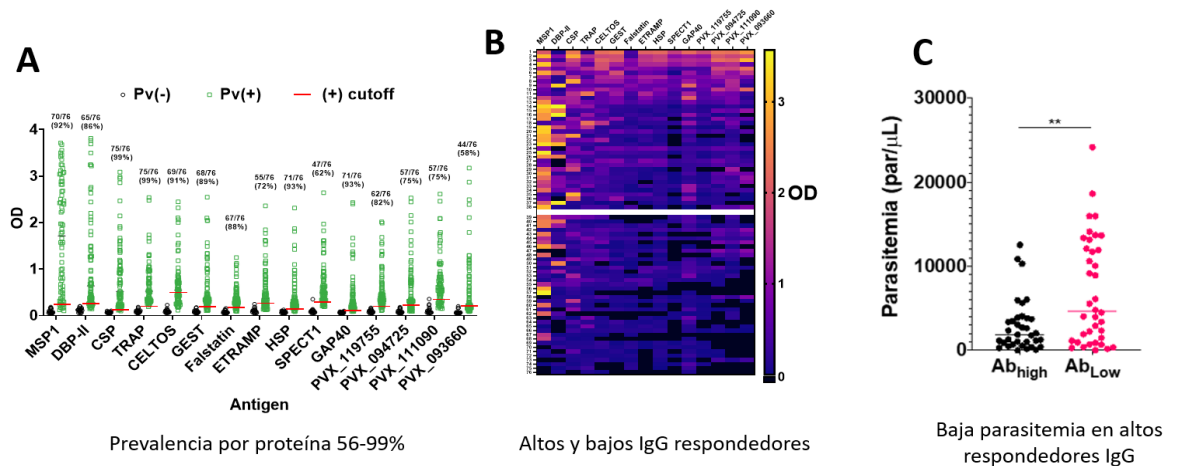 A
Pv(-)
Pv(+)
(+) cutoff
70/76
(92%)
65/76
(86%)
75/76
(99%)
75/76
(99%)
69/76
(91%)
68/76
(89%)
67/76
(88%)
55/76
(72%)
71/76
(93%)
47/76
(62%)
71/76
(93%)
62/76
(82%)
57/76
(75%)
57/76
(75%)
44/76
(58%)
OD
4
3
2
1
0
MSP1
DBP-II
CSP
TRAP
CELTOS
GEST
Falstatin
ETRAMP
HSP
SPECT1
GAP40
PVX_119755
PVX_094725
PVX_111090
PVX_093660
Antigen
Prevalencia por proteína 56-99%
B
MSP1
DBP-II
CSP
TRAP
CELTOS
GEST
Falstatin
ETRAMP
HSP
SPECT1
GAP40
PVX_119755
PVX_094725
PVX_111090
PVX_093660
3
2
1
0
OD
Altos y bajos IgG respondedores
C
Parasitemia (par/µL)
30000
20000
10000
0
**
Abhigh
AbLow
Baja parasitemia en altos
respondedores IgG